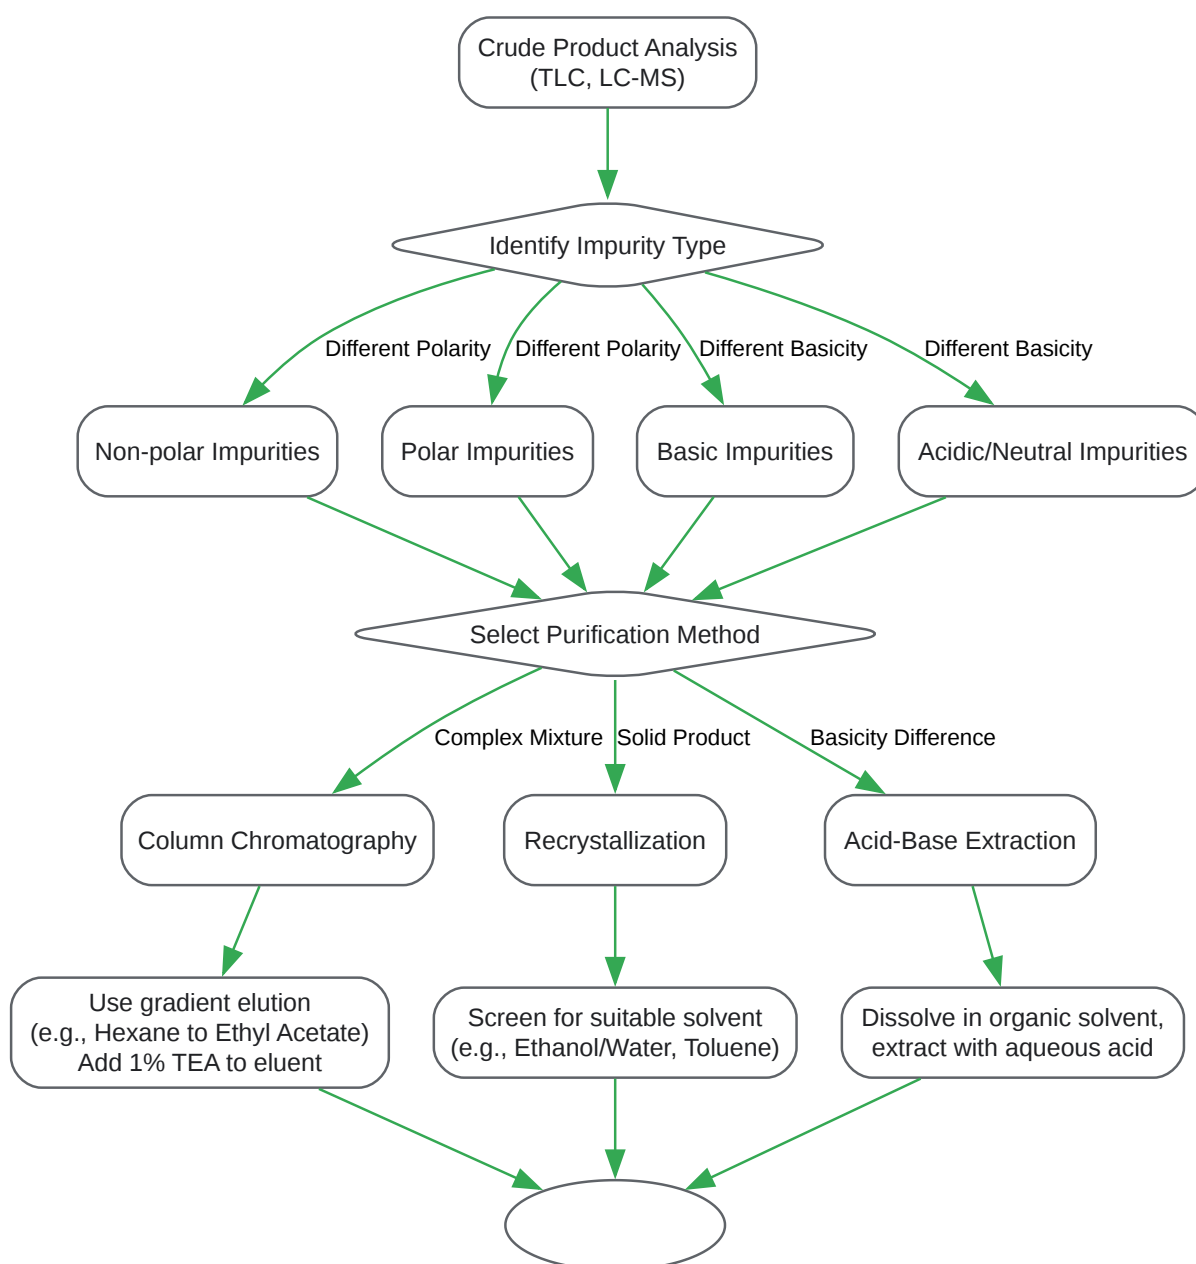 Crude Product Analysis
(TLC, LC-MS)
Identify Impurity Type
Different Polarity
Different Polarity
Different Basicity
Different Basicity
Non-polar Impurities
Polar Impurities
Basic Impurities
Acidic/Neutral Impurities
Select Purification Method
Complex Mixture
Solid Product
Basicity Difference
Column Chromatography
Recrystallization
Acid-Base Extraction
Use gradient elution
(e.g., Hexane to Ethyl Acetate)
Add 1% TEA to eluent
Screen for suitable solvent
(e.g., Ethanol/Water, Toluene)
Dissolve in organic solvent,
extract with aqueous acid